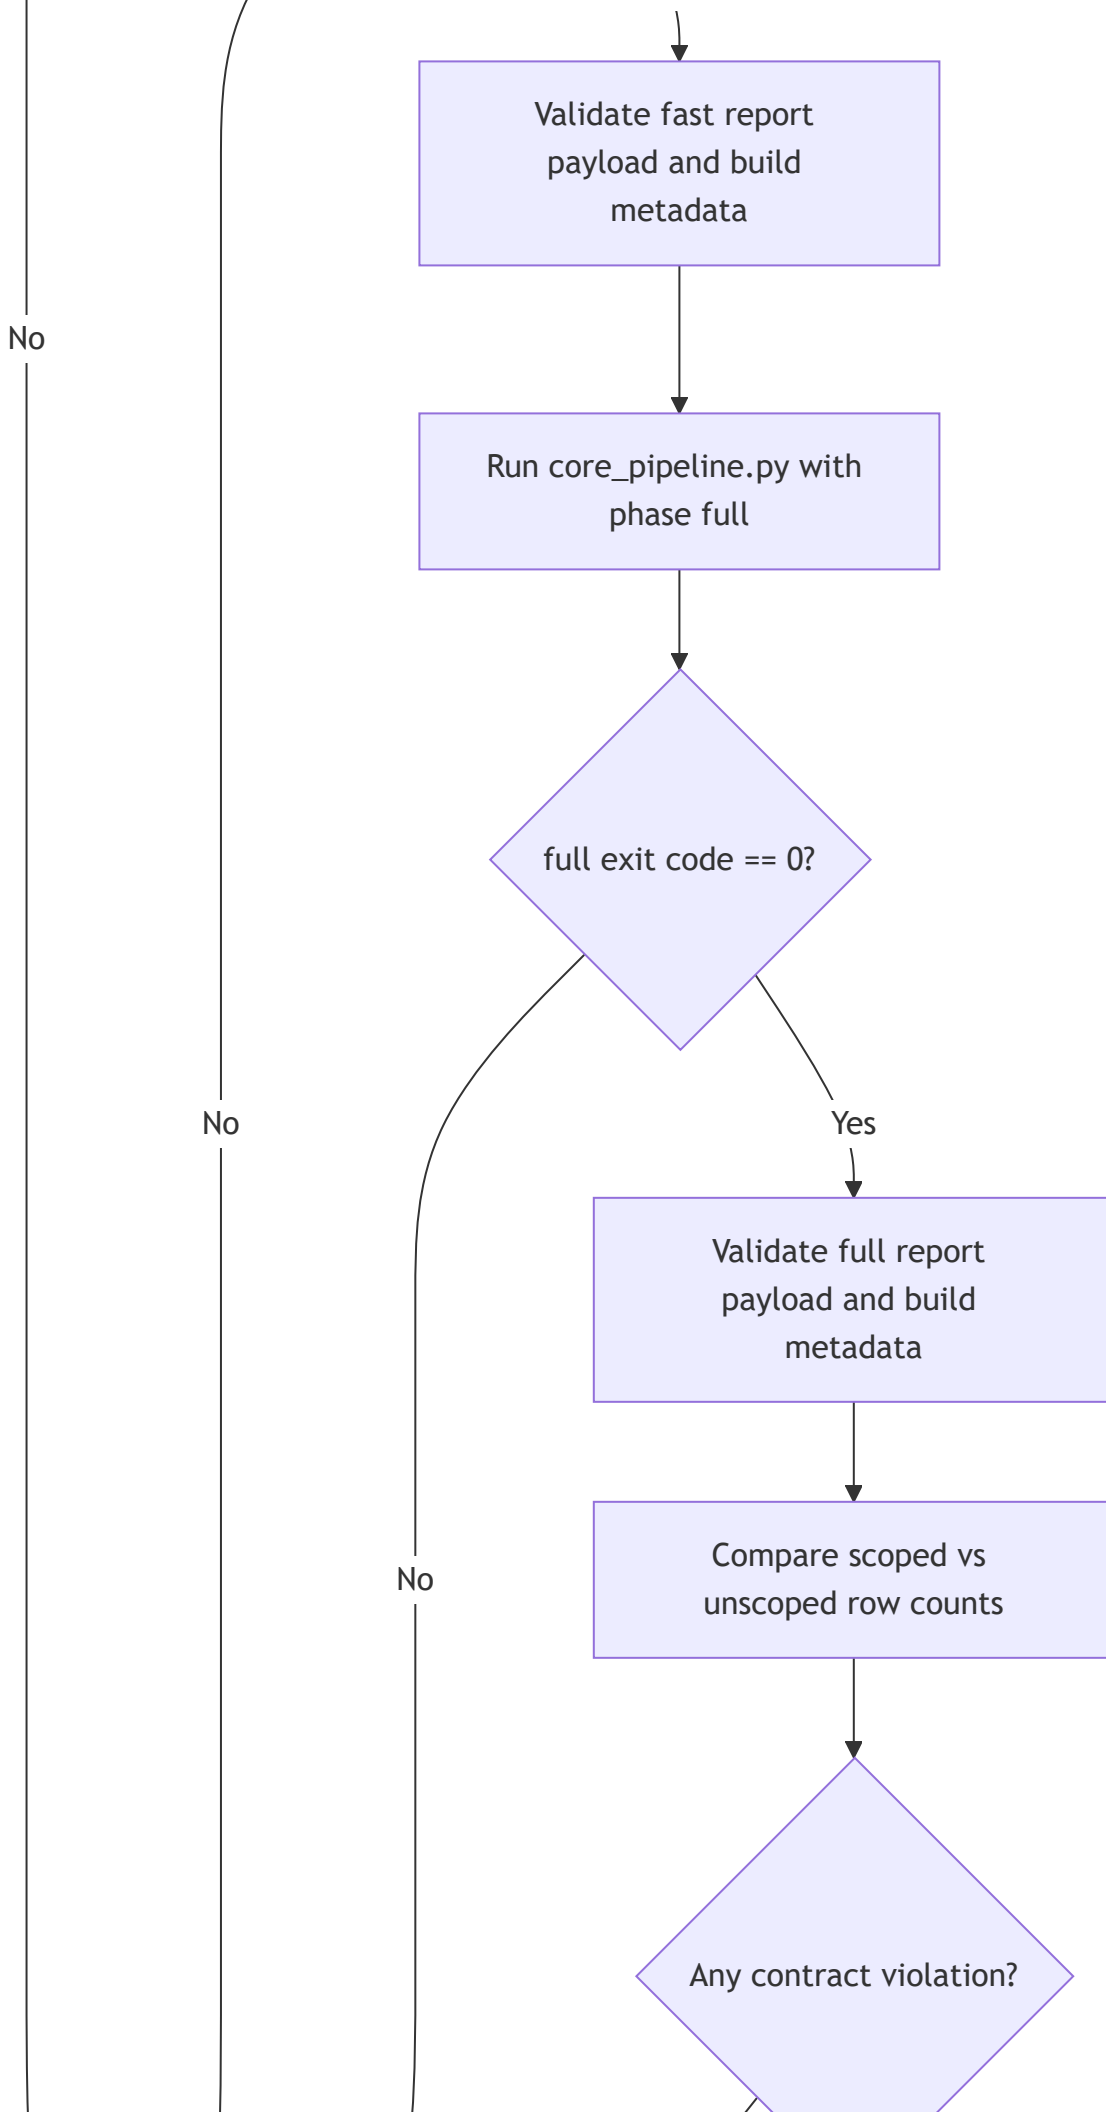 Validate fast report
payload and build
metadata
No
Run core_pipeline.py with
phase full
full exit code == 0?
No
Yes
Validate full report
payload and build
metadata
Compare scoped vs
unscoped row counts
No
Any contract violation?